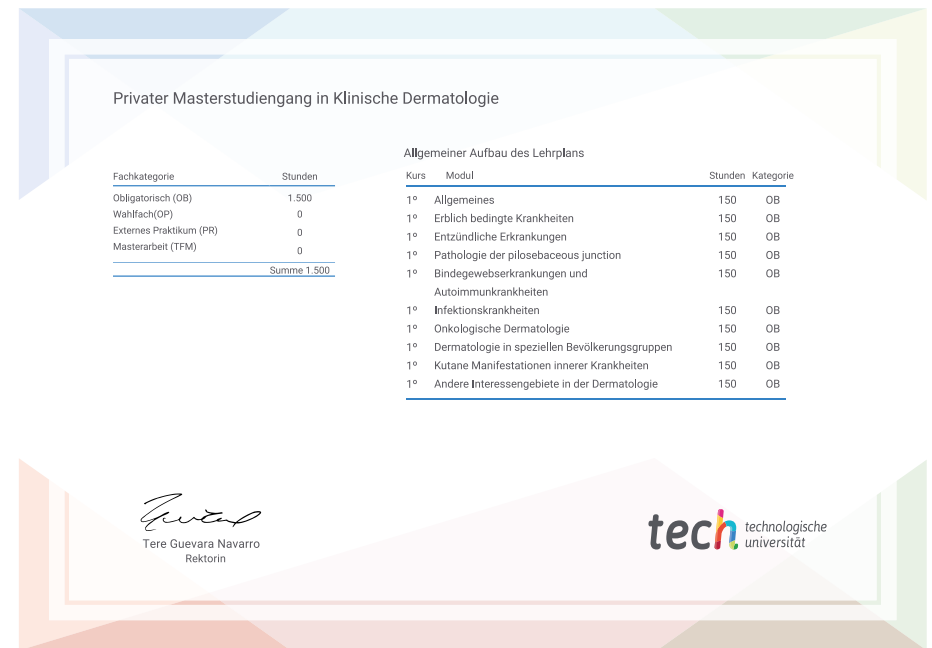 Privater Masterstudiengang in Klinische Dermatologie
Fachkategorie Stunden
Obligatorisch (OB) 1.500
Wahlfach(OP) 0
Externes Praktikum (PR) 0
Masterarbeit (TFM) 0
Summe 1.500
Allgemeiner Aufbau des Lehrplans
Kurs Modul Stunden Kategorie
1º Allgemeines 150 OB
1º Erblich bedingte Krankheiten 150 OB
1º Entzündliche Erkrankungen 150 OB
1º Pathologie der pilosebaceous junction 150 OB
1º Bindegewebserkrankungen und 150 OB
Autoimmunkrankheiten
1º Infektionskrankheiten 150 OB
1º Onkologische Dermatologie 150 OB
1º Dermatologie in speziellen Bevölkerungsgruppen 150 OB
1º Kutane Manifestationen innerer Krankheiten 150 OB
1º Andere Interessengebiete in der Dermatologie 150 OB
Tere Guevara Navarro
Rektorin
tech technologische
universität